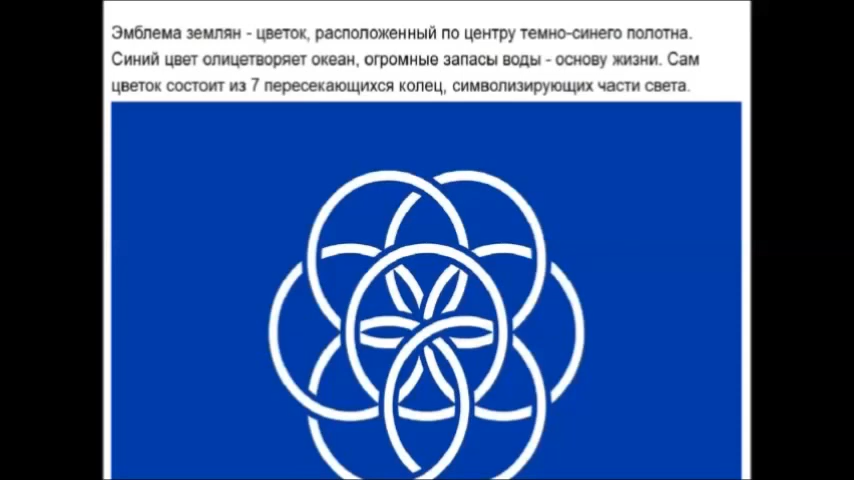 Эмблема землян - цветок, расположенный по центру темно-синего полотна.
Синий цвет олицетворяет океан, огромные запасы воды - основу жизни. Сам
цветок состоит из 7 пересекающихся колец, символизирующих части света.